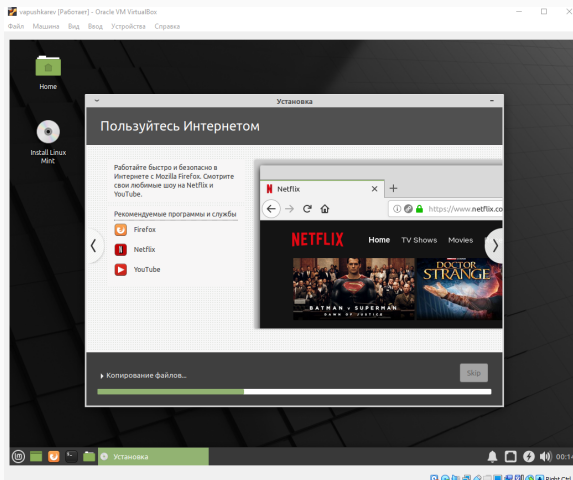 vapushkarev [Работает] - Oracle VM VirtualBox
Файл Машина Вид Ввод Устройства Справка
Home
Install Linux
Mint
Установка
Пользуйтесь Интернетом
Работайте быстро и безопасно в
Интернете с Mozilla Firefox. Смотрите
свои любимые шоу на Netflix и
YouTube.
Рекомендуемые программы и службы
Firefox
Netflix
YouTube
Netflix
https://www.netflix.co
NETFLIX Home TV Shows Movies
BATMAN v SUPERMAN
DAWN OF JUSTICE
DOCTOR
STRANGE
Копирование файлов...
Skip
Установка
00:14
Right Ctrl